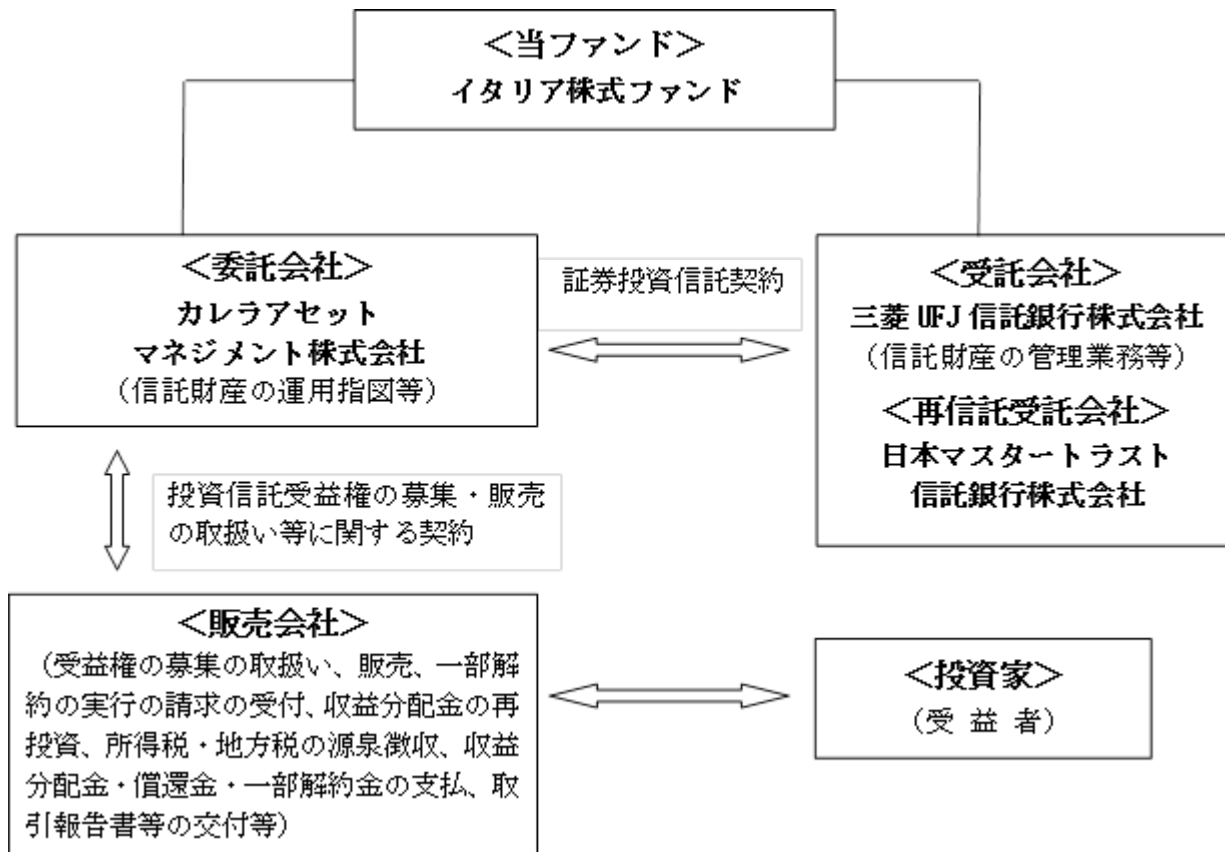 ＜当ファンド＞
イタリア株式ファンド
＜委託会社＞
カレラアセット
マネジメント株式会社
（信託財産の運用指図等）
証券投資信託契約
＜受託会社＞
三菱 UFJ 信託銀行株式会社
（信託財産の管理業務等）
＜再信託受託会社＞
日本マスタートラスト
信託銀行株式会社
投資信託受益権の募集・販売
の取扱い等に関する契約
＜販売会社＞
（受益権の募集の取扱い、販売、一部解
約の実行の請求の受付、収益分配金の再
投資、所得税・地方税の源泉徴収、収益
分配金・償還金・一部解約金の支払、取
引報告書等の交付等）
＜投資家＞
（受 益 者）